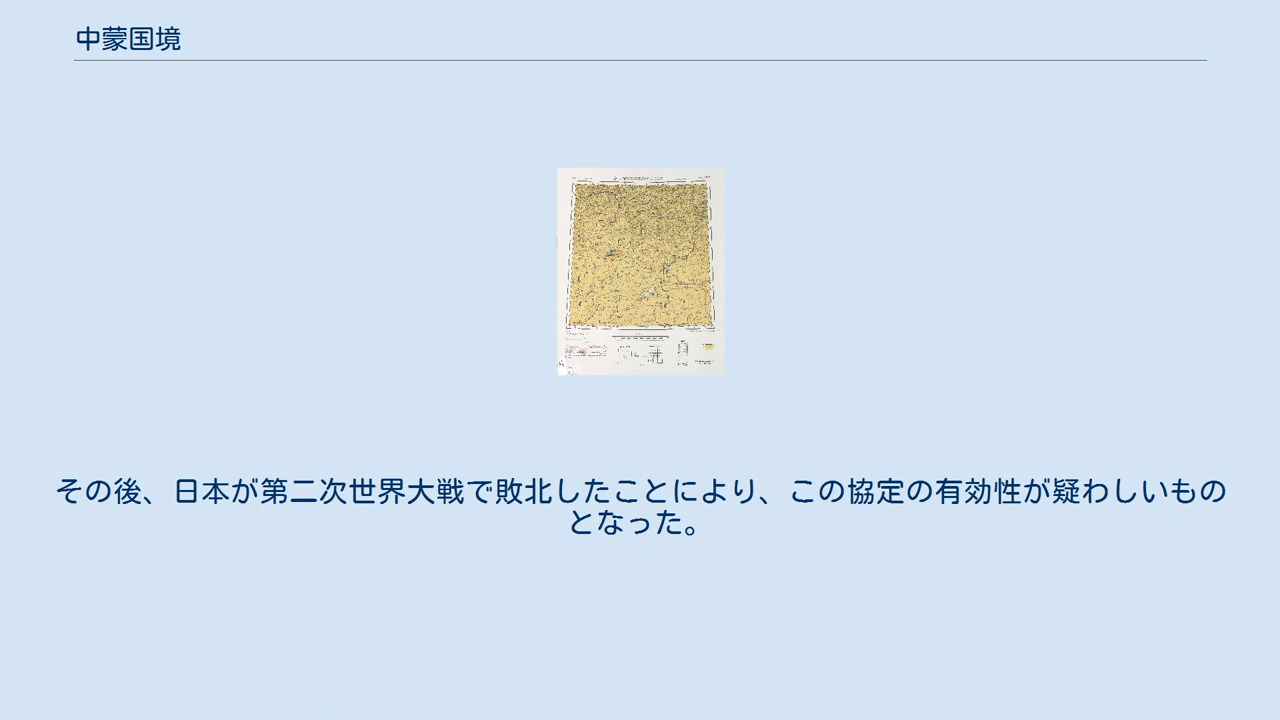 中蒙国境
その後、日本が第二次世界大戦で敗北したことにより、この協定の有効性が疑わしいもの
となった。